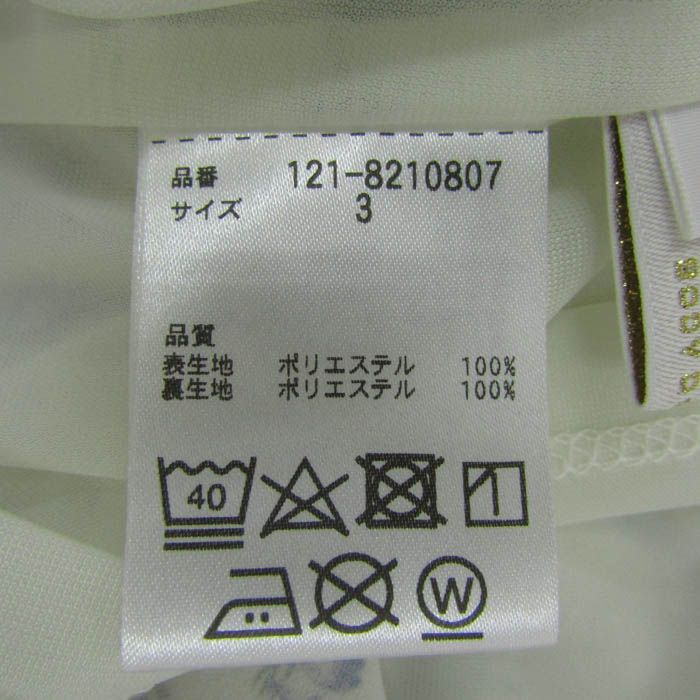 品番 121-8210807
サイズ 3
品質
表生地 ポリエステル 100%
裏生地 ポリエステル 100%
40
W